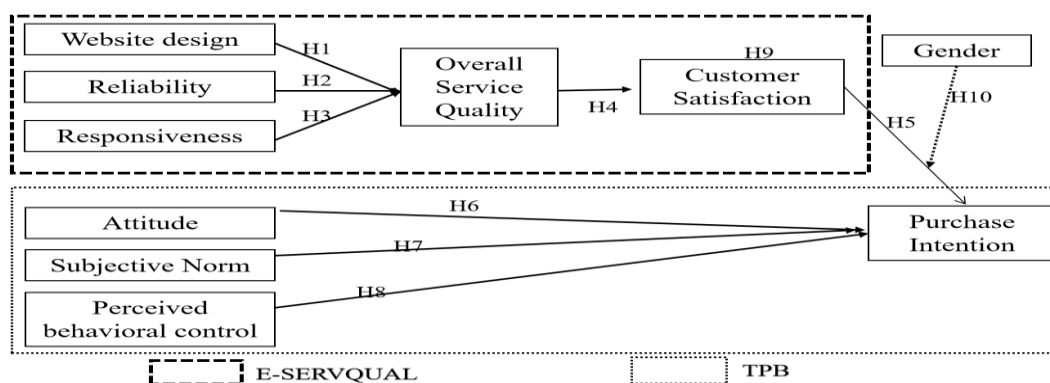 Website design
H1
Reliability
H2
Responsiveness
H3
Overall
Service
Quality
H4
H9
Customer
Satisfaction
Gender
H10
H5
Attitude
H6
Subjective Norm
H7
Perceived
behavioral control
H8
Purchase
Intention
E-SERVQUAL
TPB